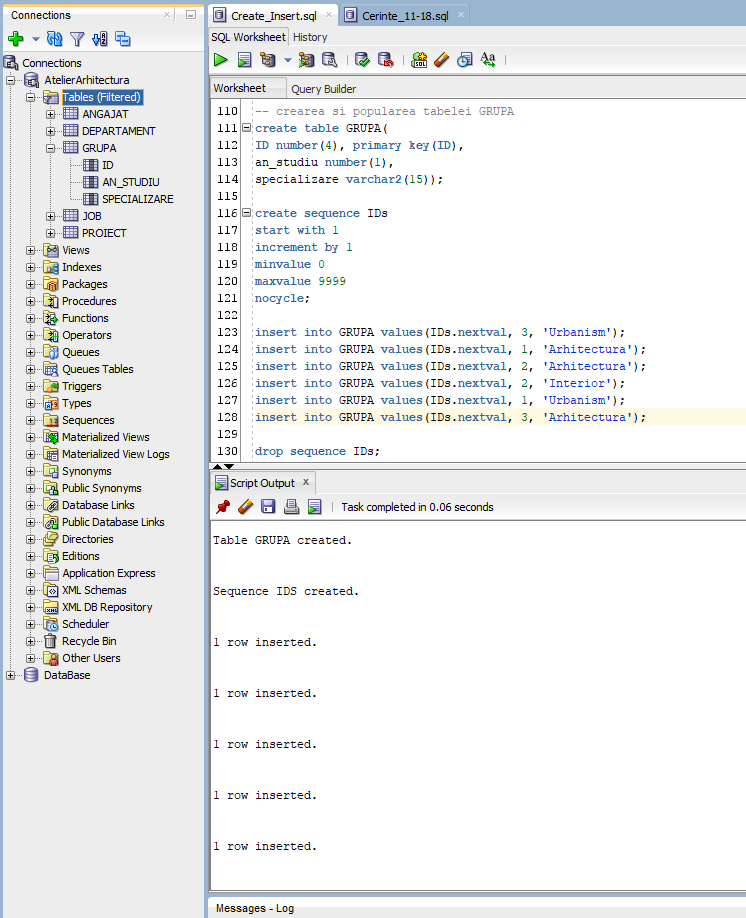 Connections
Connections
AtelierArhitectura
Tables (Filtered)
ANGAJAT
DEPARTAMENT
GRUPA
ID
AN_STUDIU
SPECIALIZARE
JOB
PROIECT
Views
Indexes
Packages
Procedures
Functions
Operators
Queues
Queues Tables
Triggers
Types
Sequences
Materialized Views
Materialized View Logs
Synonyms
Public Synonyms
Database Links
Public Database Links
Directories
Editions
Application Express
XML Schemas
XML DB Repository
Scheduler
Recycle Bin
Other Users
DataBase
Create_Insert.sql Cerinte_11-18.sql
SQL Worksheet History
Worksheet Query Builder
110 -- crearea si popularea tabelei GRUPA
111 create table GRUPA(
112 ID number(4), primary key(ID),
113 an_studiu number(1),
114 specializare varchar2(15));
115
116 create sequence IDs
117 start with 1
118 increment by 1
119 minvalue 0
120 maxvalue 9999
121 nocycle;
122
123 insert into GRUPA values(IDs.nextval, 3, 'Urbanism');
124 insert into GRUPA values(IDs.nextval, 1, 'Arhitectura');
125 insert into GRUPA values(IDs.nextval, 2, 'Arhitectura');
126 insert into GRUPA values(IDs.nextval, 2, 'Interior');
127 insert into GRUPA values(IDs.nextval, 1, 'Urbanism');
128 insert into GRUPA values(IDs.nextval, 3, 'Arhitectura');
129
130 drop sequence IDs;
Script Output x
Task completed in 0.06 seconds
Table GRUPA created.
Sequence IDS created.
1 row inserted.
1 row inserted.
1 row inserted.
1 row inserted.
1 row inserted.
Messages - Log